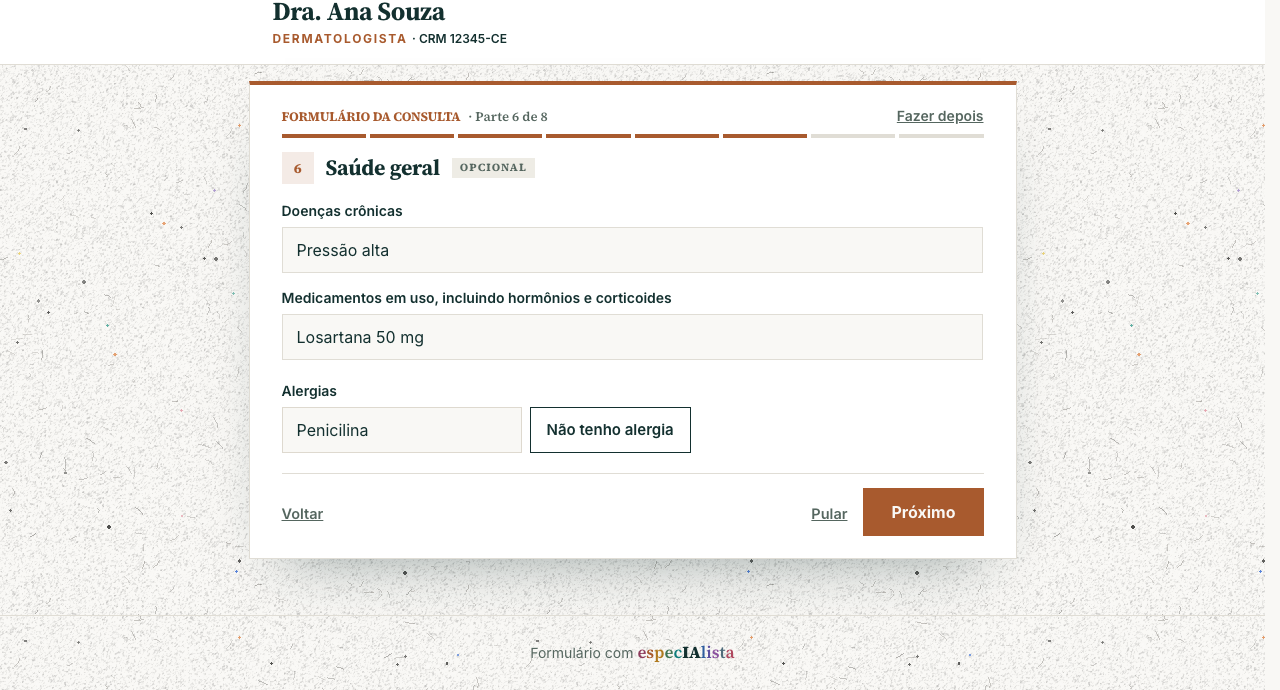 Dra. Ana Souza
DERMATOLOGISTA · CRM 12345-CE
FORMULÁRIO DA CONSULTA · Parte 6 de 8
Fazer depois
6 Saúde geral OPCIONAL
Doenças crônicas
Pressão alta
Medicamentos em uso, incluindo hormônios e corticoides
Losartana 50 mg
Alergias
Penicilina Não tenho alergia
Voltar Pular Próximo
Formulário com especIAlista